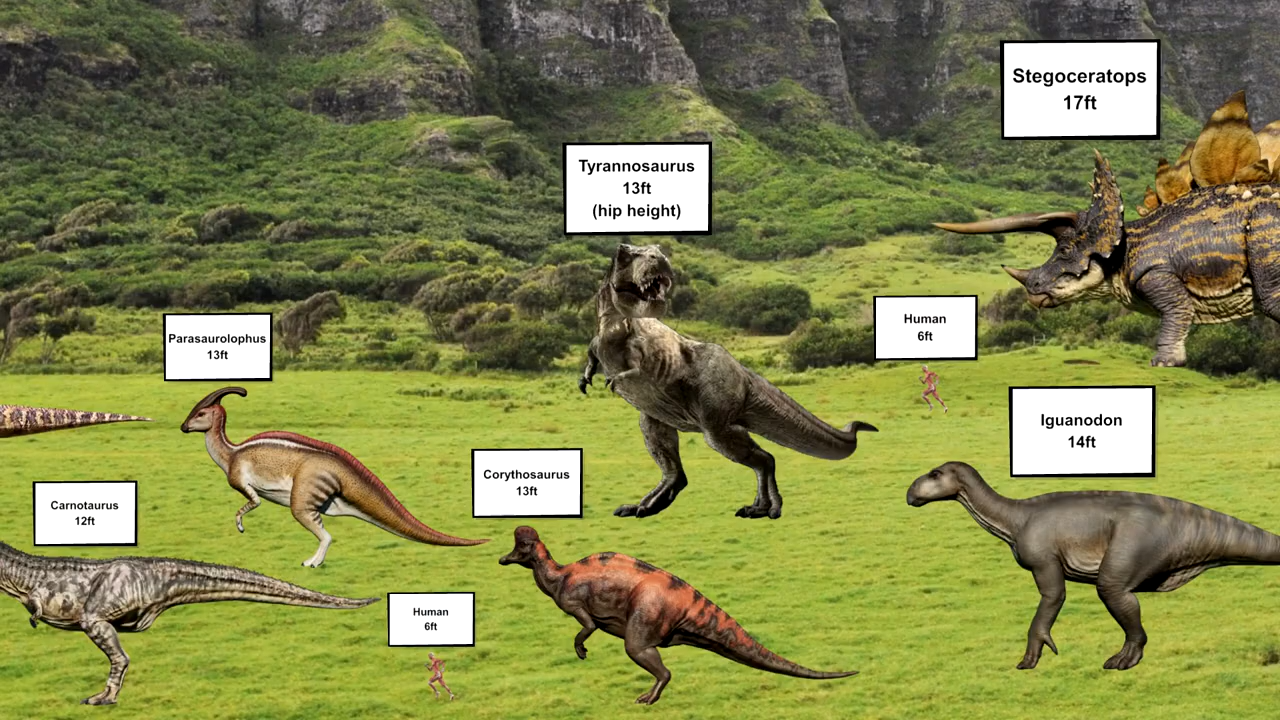 Stegoceratops
17ft
Tyrannosaurus
13ft
(hip height)
Human
6ft
Parasaurolophus
13ft
Iguanodon
14ft
Corythosaurus
13ft
Carnotaurus
12ft
Human
6ft